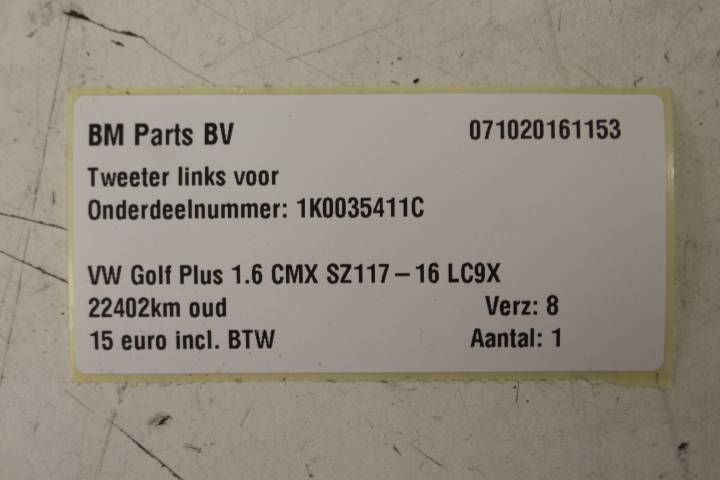 BM Parts BV 071020161153
Tweeter links voor
Onderdeelnummer: 1K0035411C
VW Golf Plus 1.6 CMX SZ117-16 LC9X
22402km oud Verz: 8
15 euro incl. BTW Aantal: 1